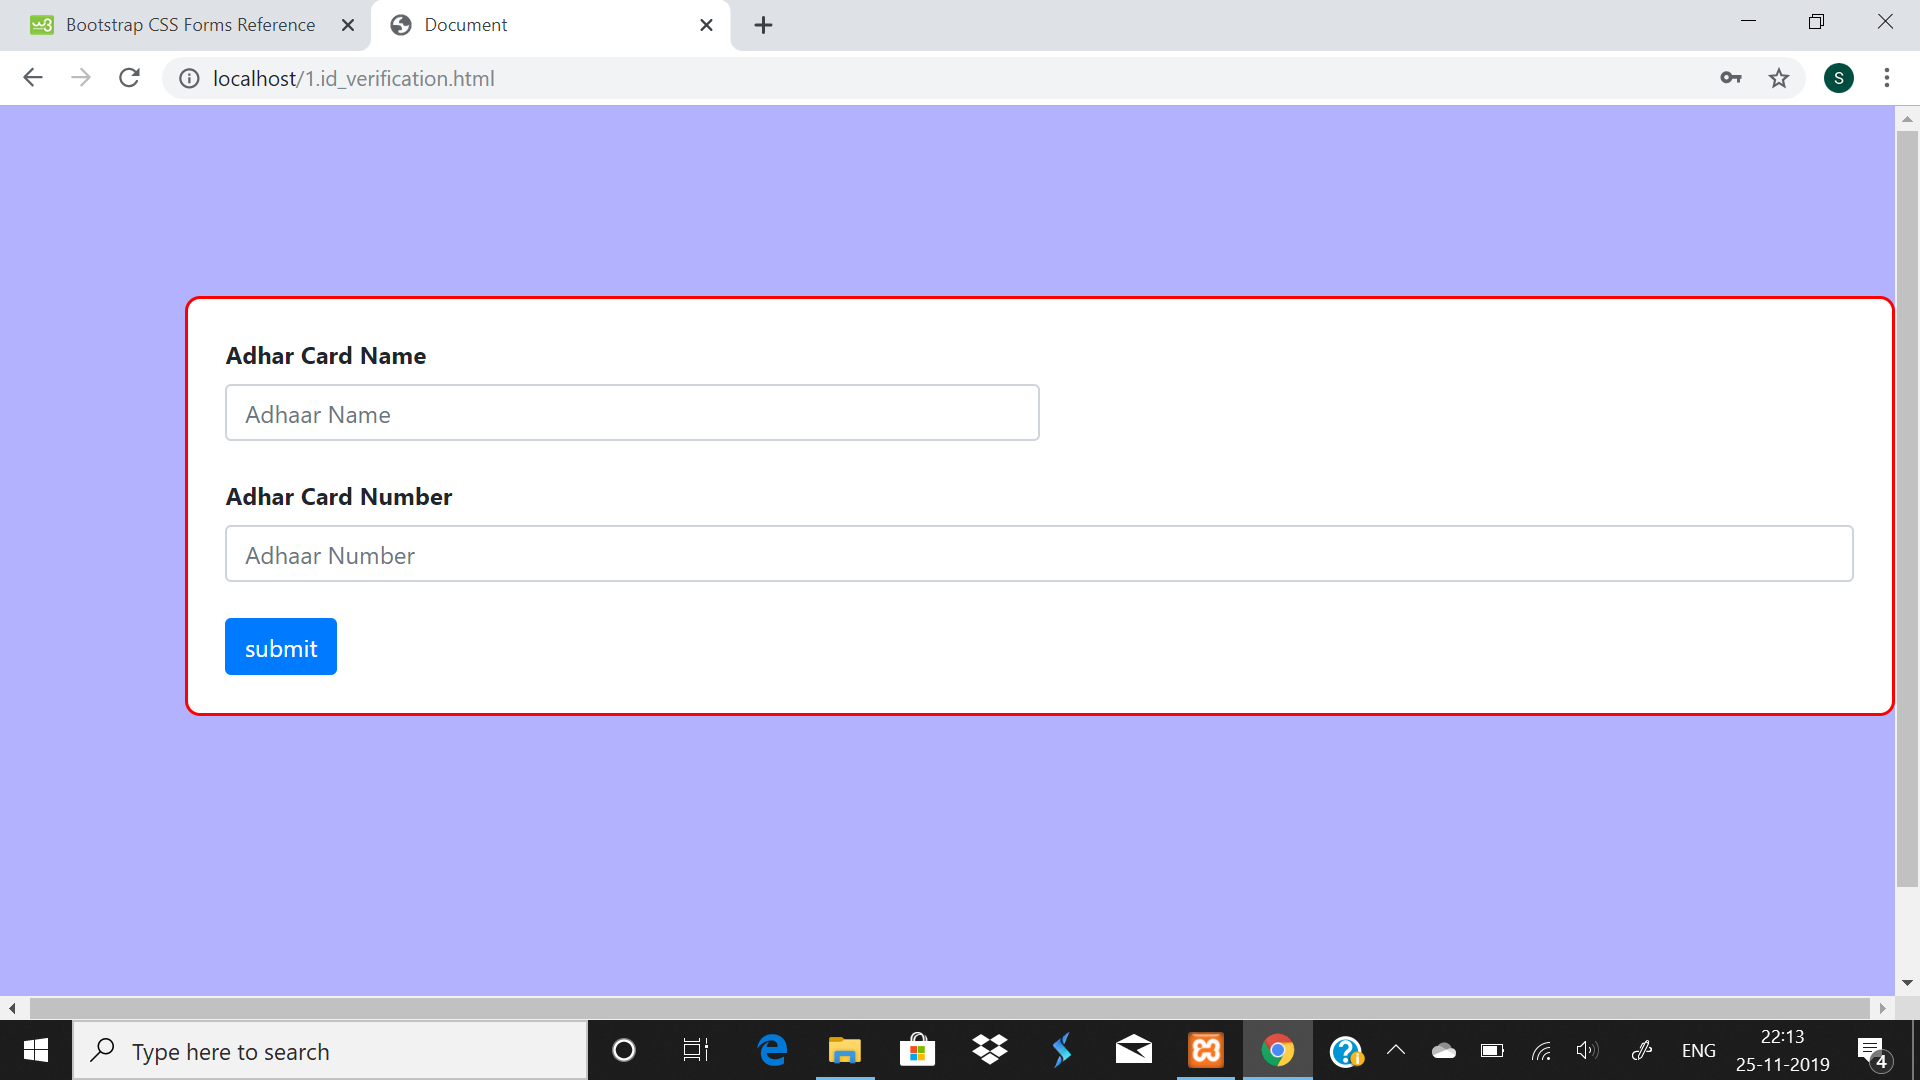 Bootstrap CSS Forms Reference
Document
localhost/1.id_verification.html
S
Adhar Card Name
Adhaar Name
Adhar Card Number
Adhaar Number
submit
Type here to search
ENG
22:13
25-11-2019
4